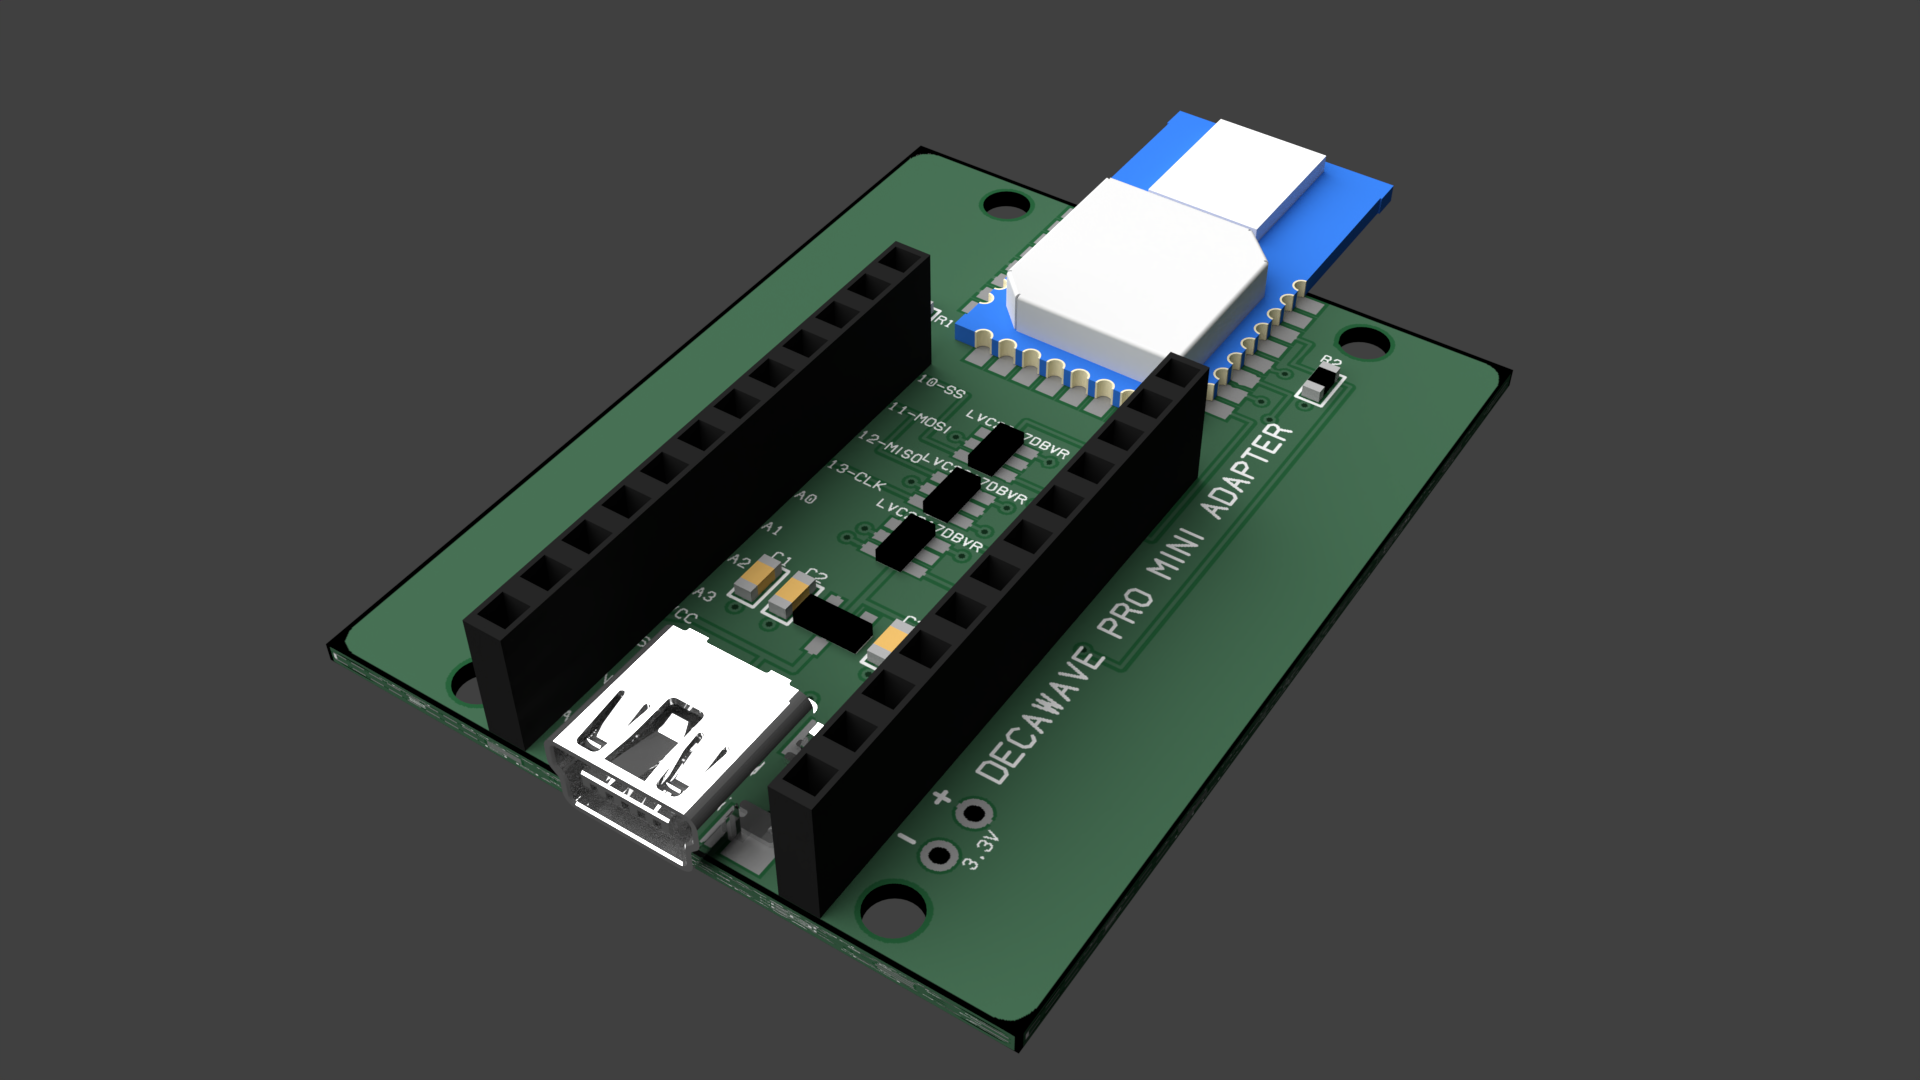 R1
R2
10-SS
11-MOSI
12-MISO
13-CLK
A0
A1
A2
A3
C1
C2
DECAWAVE PRO MINI ADAPTER
+
-
3.3V